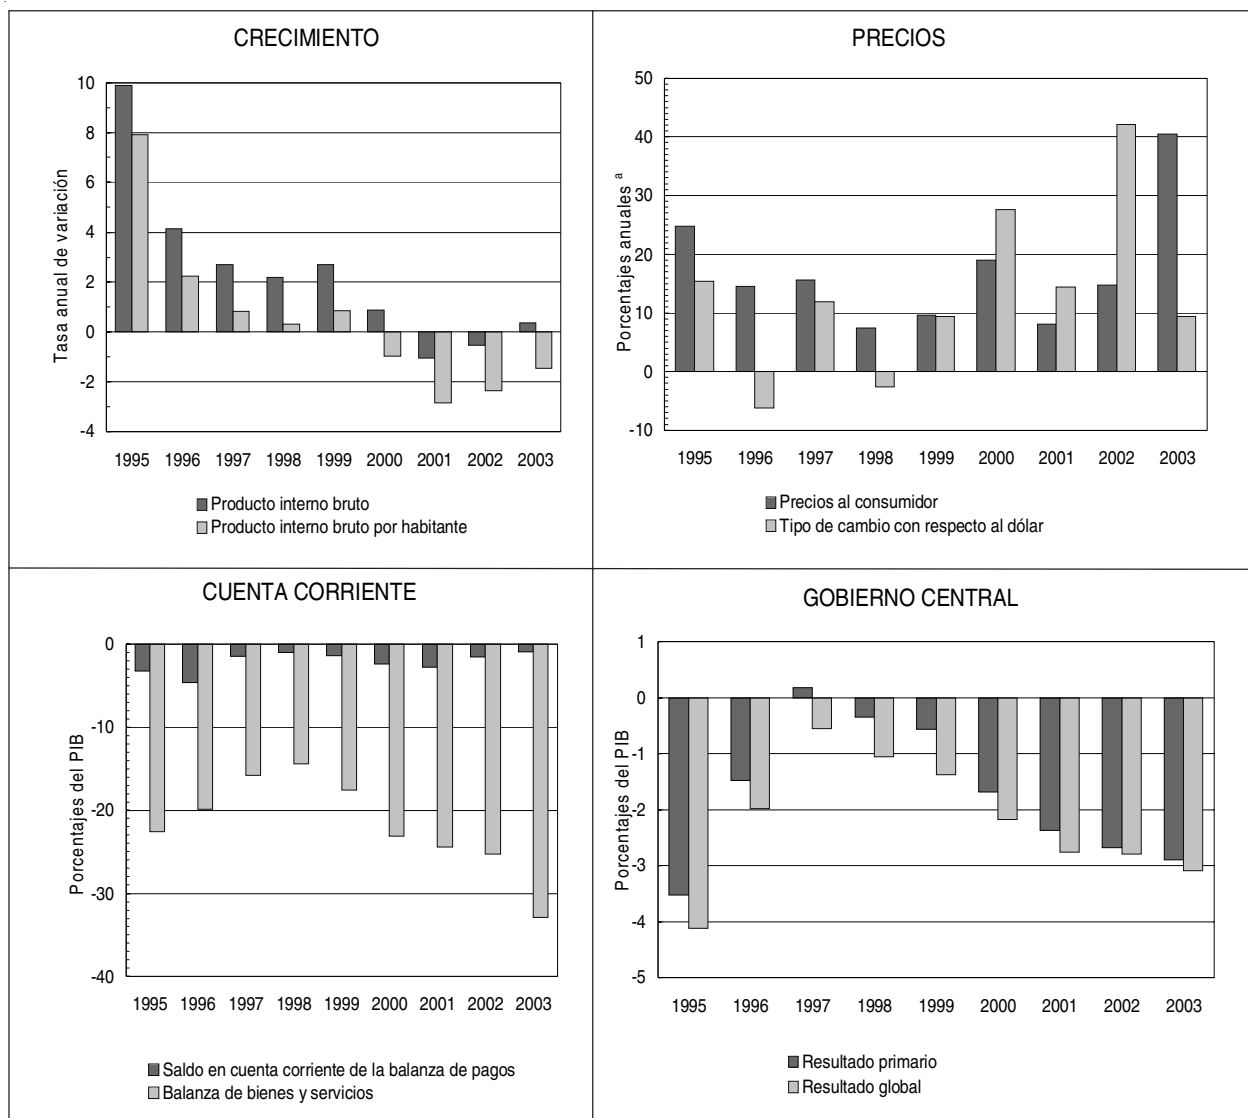 CRECIMIENTO
Tasa anual de variación
10
8
6
4
2
0
-2
-4
1995 1996 1997 1998 1999 2000 2001 2002 2003
Producto interno bruto
Producto interno bruto por habitante
PRECIOS
Porcentajes anuales a
50
40
30
20
10
0
-10
1995 1996 1997 1998 1999 2000 2001 2002 2003
Precios al consumidor
Tipo de cambio con respecto al dólar
CUENTA CORRIENTE
Porcentajes del PIB
0
-10
-20
-30
-40
1995 1996 1997 1998 1999 2000 2001 2002 2003
Saldo en cuenta corriente de la balanza de pagos
Balanza de bienes y servicios
GOBIERNO CENTRAL
Porcentajes del PIB
1
0
-1
-2
-3
-4
-5
1995 1996 1997 1998 1999 2000 2001 2002 2003
Resultado primario
Resultado global